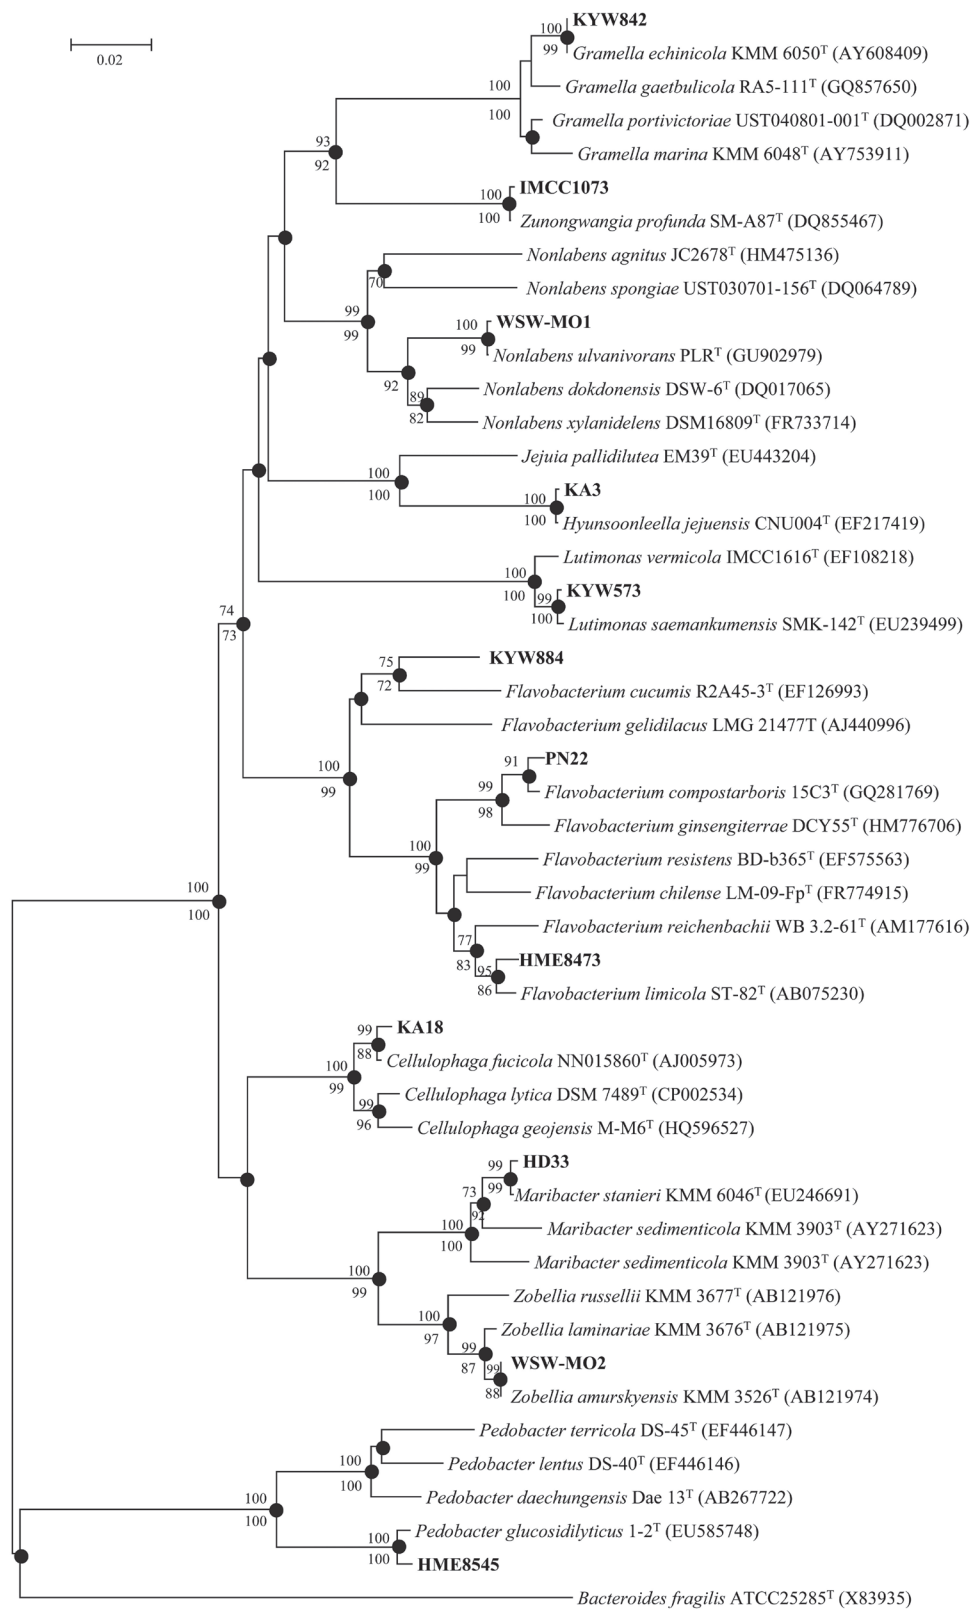 KYW842
100
99
Gramella echinicola KMM 6050ᵀ (AY608409)
0.02
100
100
Gramella gaetbulicola RA5-111ᵀ (GQ857650)
Gramella portivictoriae UST040801-001ᵀ (DQ002871)
93
92
Gramella marina KMM 6048ᵀ (AY753911)
IMCC1073
100
100
Zunongwangia profunda SM-A87ᵀ (DQ855467)
Nonlabens agnitus JC2678ᵀ (HM475136)
70
Nonlabens spongiae UST030701-156ᵀ (DQ064789)
99
99
WSW-MO1
100
99
Nonlabens ulvanivorans PLRᵀ (GU902979)
92
Nonlabens dokdonensis DSW-6ᵀ (DQ017065)
89
82
Nonlabens xylanidelens DSM16809ᵀ (FR733714)
Jejuia pallidilutea EM39ᵀ (EU443204)
100
100
KA3
100
100
Hyunsoonleella jejuensis CNU004ᵀ (EF217419)
Lutimonas vermicola IMCC1616ᵀ (EF108218)
100
100
KYW573
99
100
Lutimonas saemankumensis SMK-142ᵀ (EU239499)
74
73
KYW884
75
72
Flavobacterium cucumis R2A45-3ᵀ (EF126993)
Flavobacterium gelidilacus LMG 21477T (AJ440996)
100
99
PN22
91
Flavobacterium compostarboris 15C3ᵀ (GQ281769)
99
98
Flavobacterium ginsengiterrae DCY55ᵀ (HM776706)
100
99
Flavobacterium resistens BD-b365ᵀ (EF575563)
Flavobacterium chilense LM-09-Fpᵀ (FR774915)
100
100
Flavobacterium reichenbachii WB 3.2-61ᵀ (AM177616)
77
83
HME8473
95
86
Flavobacterium limicola ST-82ᵀ (AB075230)
KA18
99
88
Cellulophaga fucicola NN015860ᵀ (AJ005973)
100
99
Cellulophaga lytica DSM 7489ᵀ (CP002534)
99
96
Cellulophaga geojensis M-M6ᵀ (HQ596527)
HD33
99
99
Maribacter stanieri KMM 6046ᵀ (EU246691)
73
92
Maribacter sedimenticola KMM 3903ᵀ (AY271623)
100
100
Maribacter sedimenticola KMM 3903ᵀ (AY271623)
100
99
Zobellia russellii KMM 3677ᵀ (AB121976)
100
97
Zobellia laminariae KMM 3676ᵀ (AB121975)
99
87
WSW-MO2
99
88
Zobellia amurskyensis KMM 3526ᵀ (AB121974)
Pedobacter terricola DS-45ᵀ (EF446147)
Pedobacter lentus DS-40ᵀ (EF446146)
100
100
Pedobacter daechungensis Dae 13ᵀ (AB267722)
100
100
Pedobacter glucosidilyticus 1-2ᵀ (EU585748)
100
100
HME8545
Bacteroides fragilis ATCC25285ᵀ (X83935)